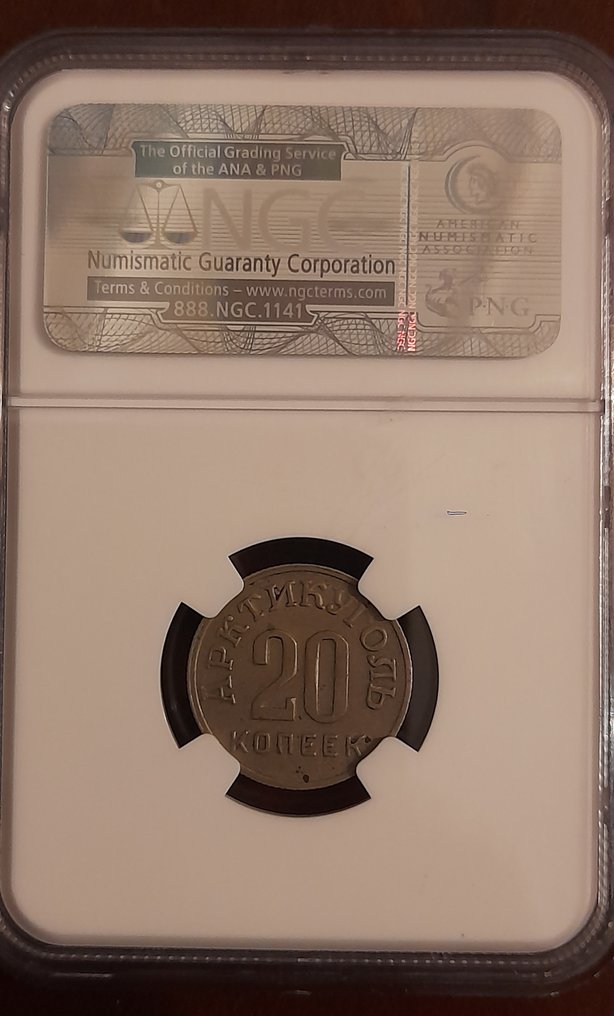 The Official Grading Service
of the ANA & PNG
NGC
Numismatic Guaranty Corporation
Terms & Conditions – www.ngcterms.com
888.NGC.1141
AMERICAN
NUMISMATIC
ASSOCIATION
PNG
АРКТИКУГОЛЬ
20
КОПЕЕК